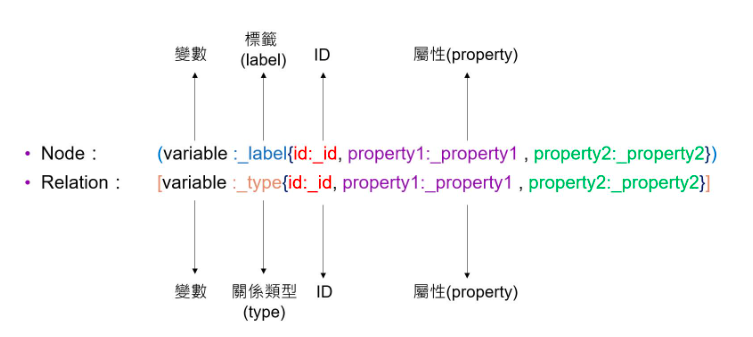 變數
標籤
(label)
ID
屬性(property)
• Node：
(variable :_label{id:_id, property1:_property1 , property2:_property2})
• Relation：
[variable :_type{id:_id, property1:_property1 , property2:_property2}]
變數
關係類型
(type)
ID
屬性(property)